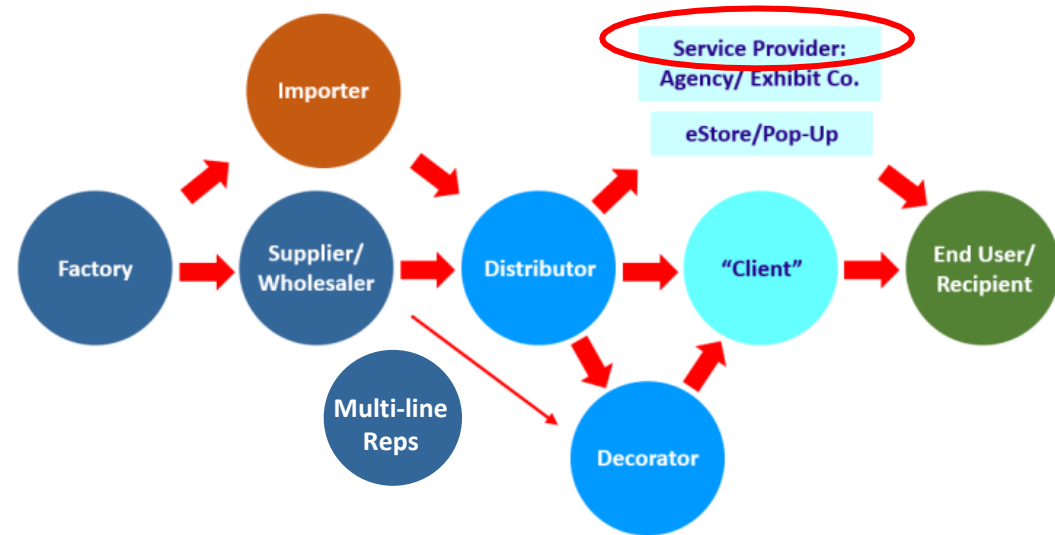 Service Provider:
Agency/ Exhibit Co.
eStore/Pop-Up
Importer
Factory
Supplier/
Wholesaler
Distributor
“Client”
End User/
Recipient
Multi-line
Reps
Decorator